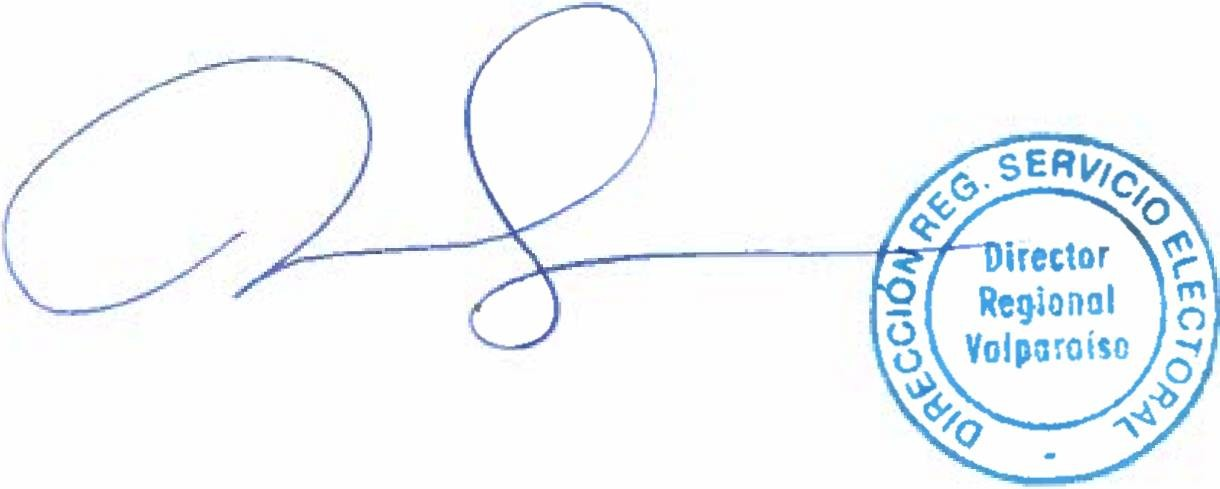 DIRECCIÓN REG. SERVICIO ELECTORAL
Director
Regional
Valparaíso